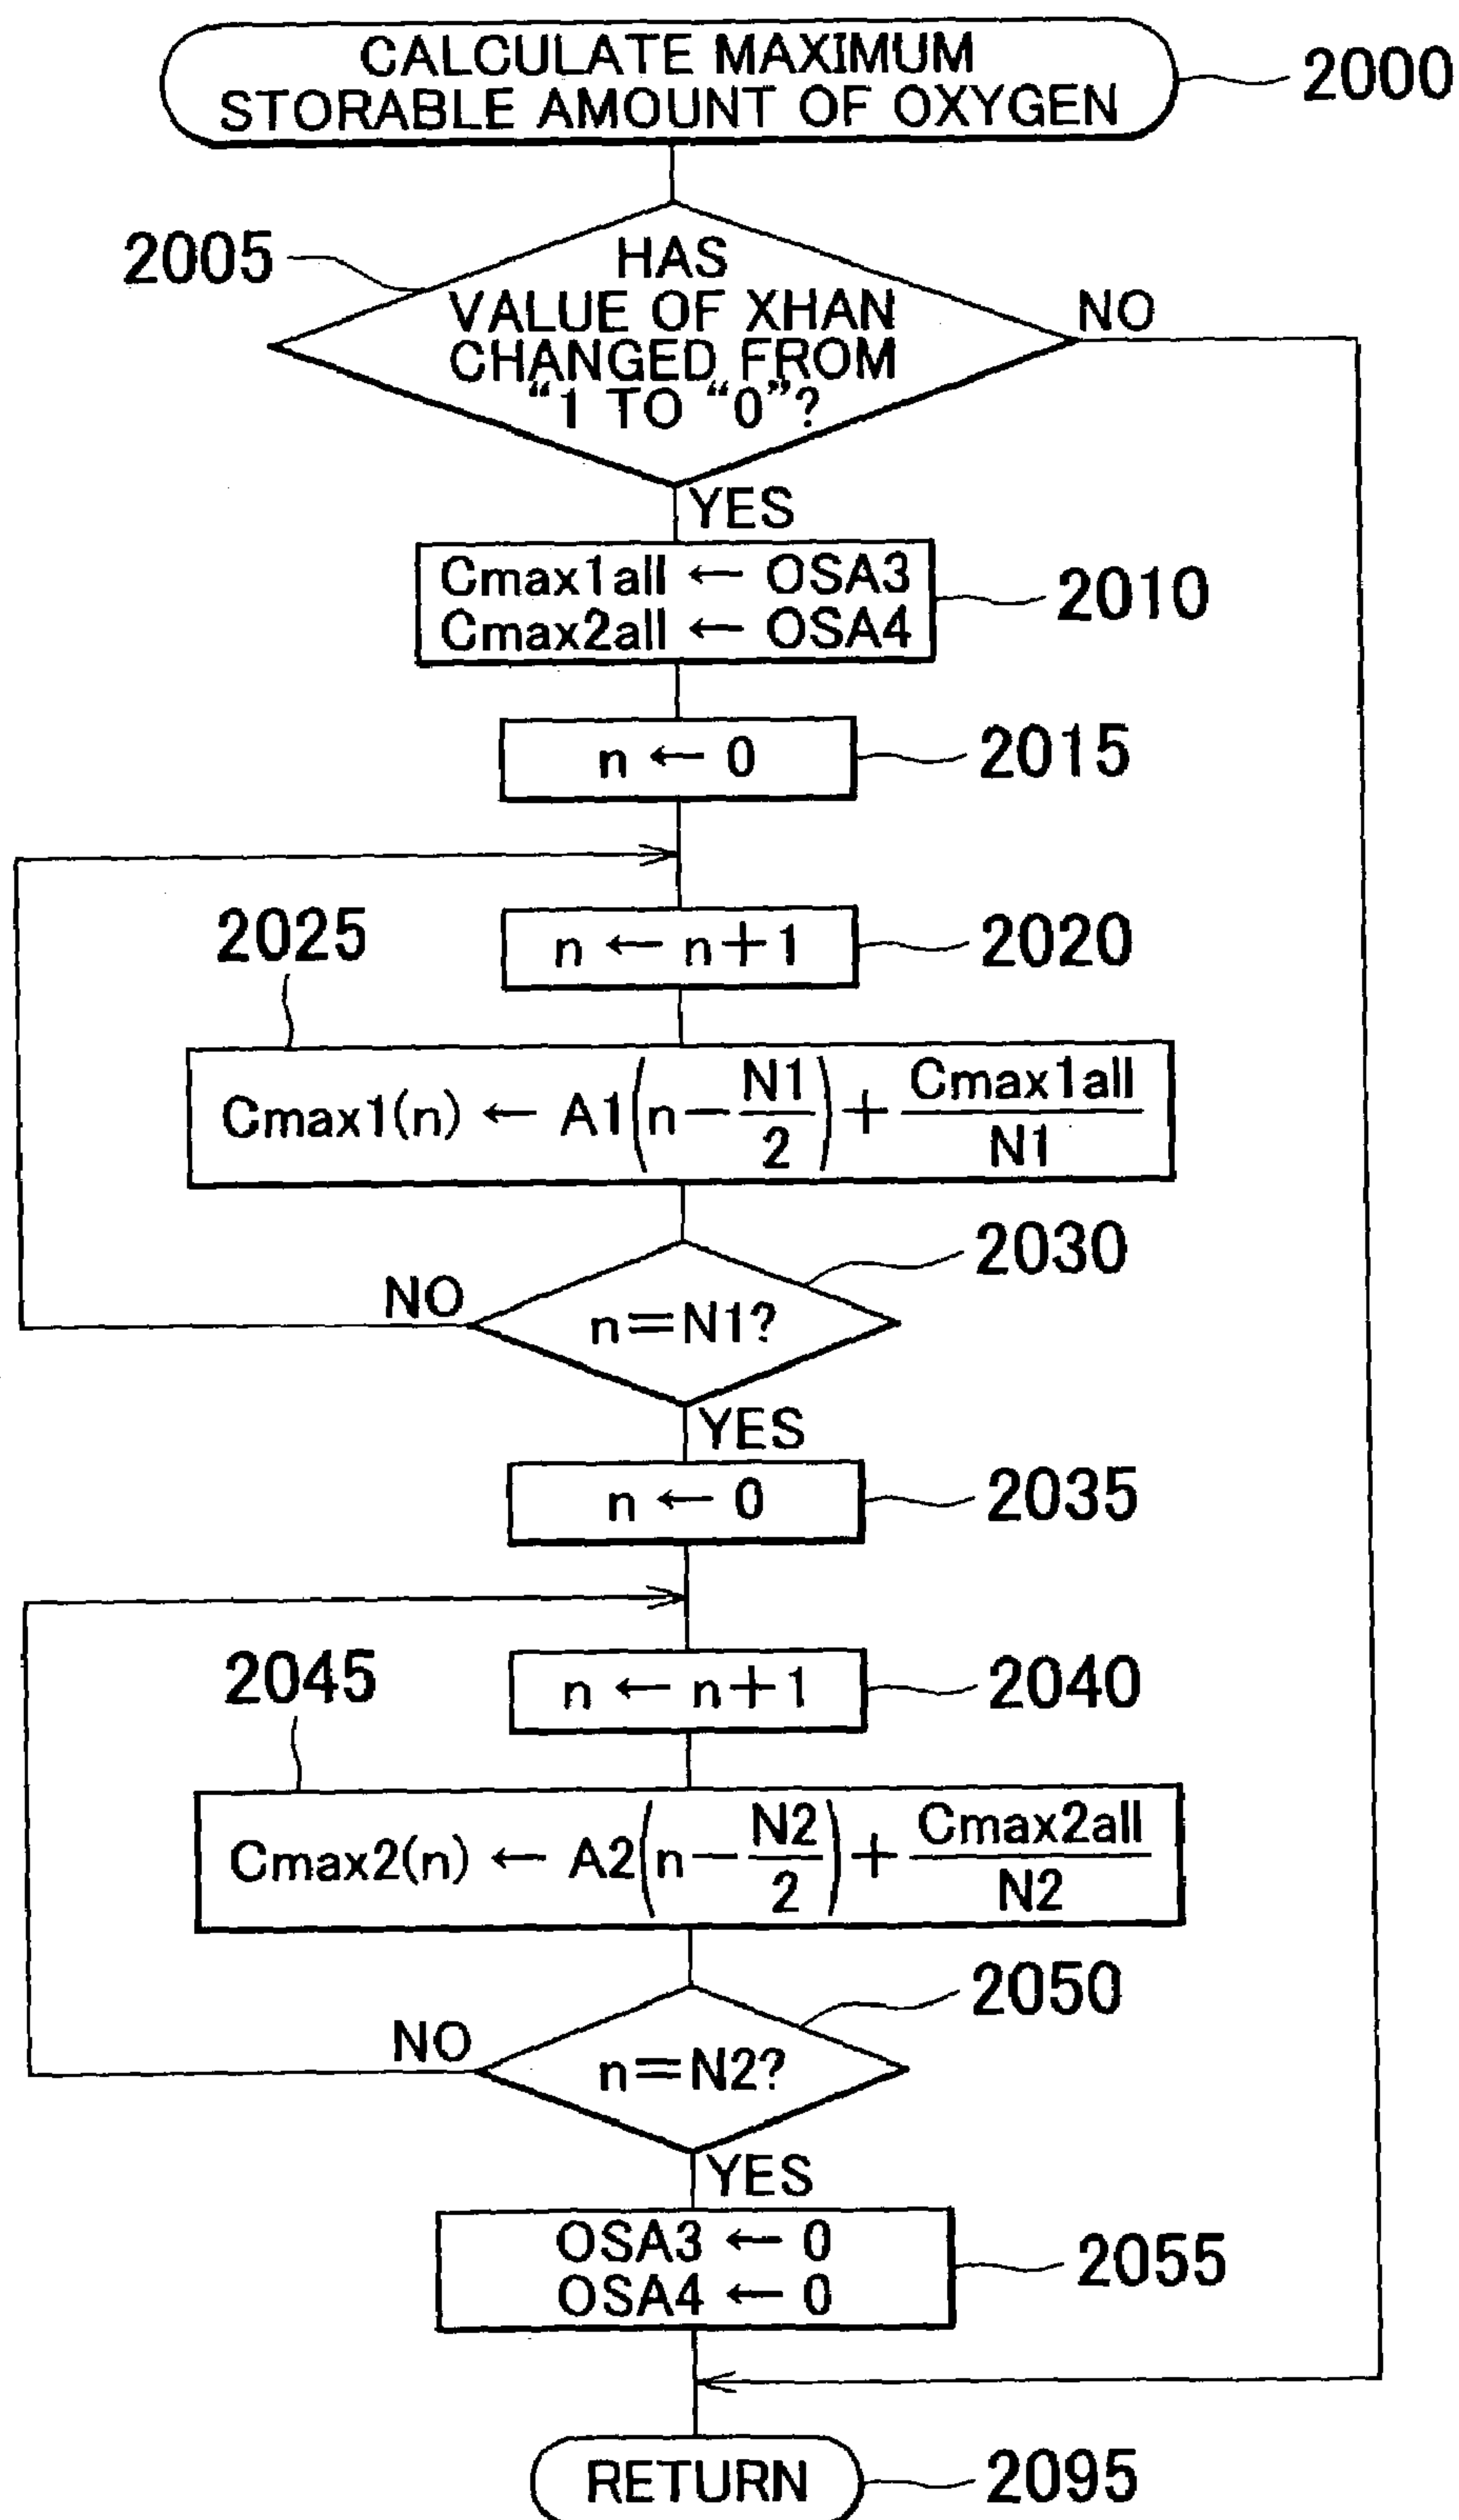 CALCULATE MAXIMUM
STORABLE AMOUNT OF OXYGEN
2000
2005
HAS
VALUE OF XHAN
CHANGED FROM
“1 TO “0”?
NO
YES
Cmax1all ← OSA3
Cmax2all ← OSA4
2010
n ← 0
2015
n ← n+1
2020
2025
Cmax1(n) ← A1(n− N1/2) + Cmax1all/N1
2030
n=N1?
NO
YES
n ← 0
2035
n ← n+1
2040
2045
Cmax2(n) ← A2(n− N2/2) + Cmax2all/N2
2050
n=N2?
NO
YES
OSA3 ← 0
OSA4 ← 0
2055
RETURN
2095